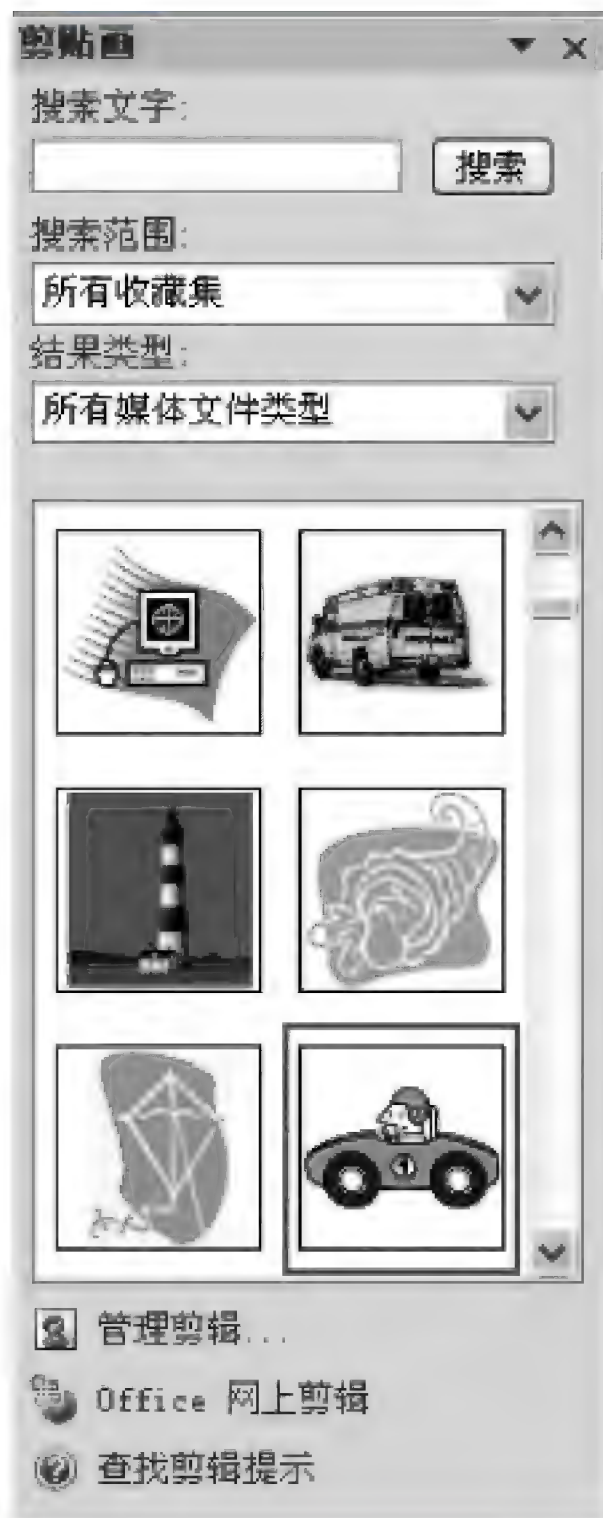 剪贴画
搜索文字:
搜索
搜索范围:
所有收藏集
结果类型:
所有媒体文件类型
1
管理剪辑...
Office 网上剪辑
查找剪辑提示